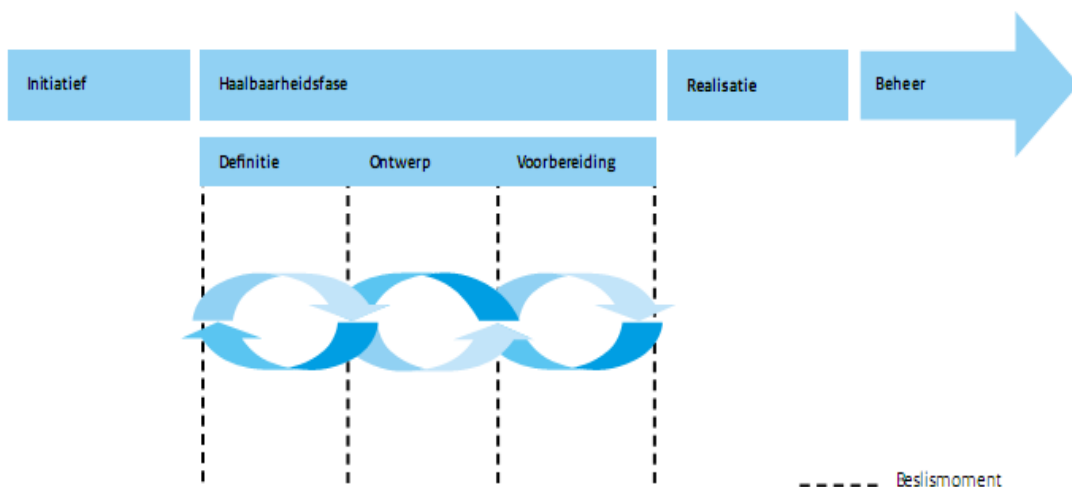 Initiatief
Haalbaarheidsfase
Realisatie
Beheer
Definitie
Ontwerp
Voorbereiding
Beslismoment